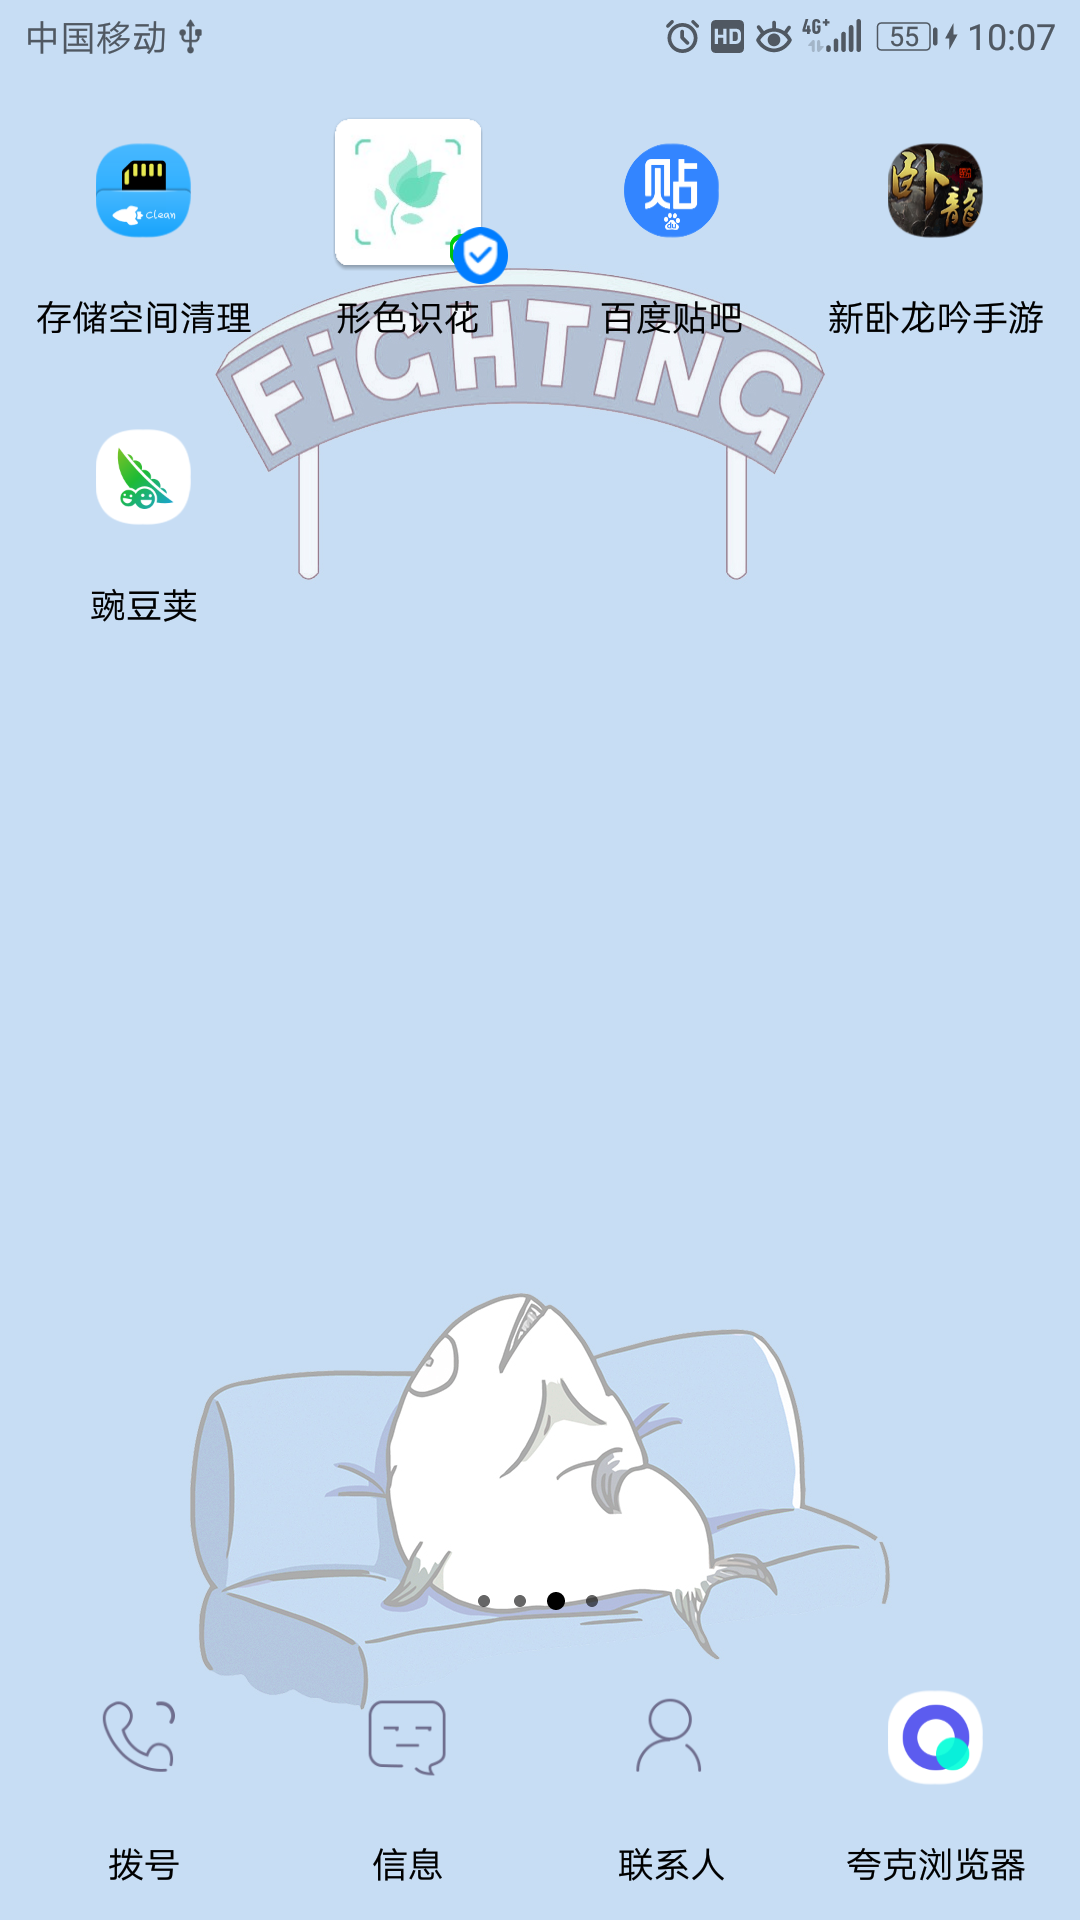 中国移动 HD 4G+ 55 10:07
Clean 贴 du 卧龍
存储空间清理 形色识花 百度贴吧 新卧龙吟手游
FiGHTiNG
豌豆荚
拨号 信息 联系人 夸克浏览器